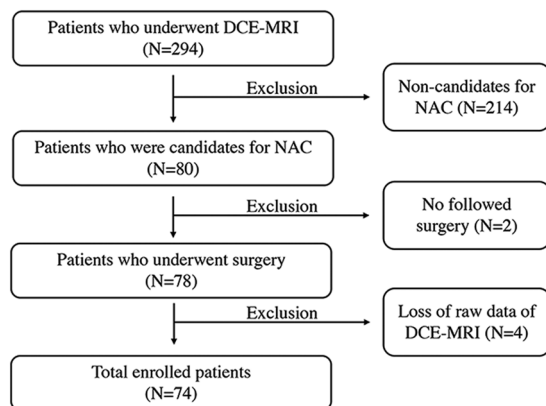 Patients who underwent DCE-MRI
(N=294)
Exclusion
Non-candidates for
NAC (N=214)
Patients who were candidates for NAC
(N=80)
Exclusion
No followed
surgery (N=2)
Patients who underwent surgery
(N=78)
Exclusion
Loss of raw data of
DCE-MRI (N=4)
Total enrolled patients
(N=74)